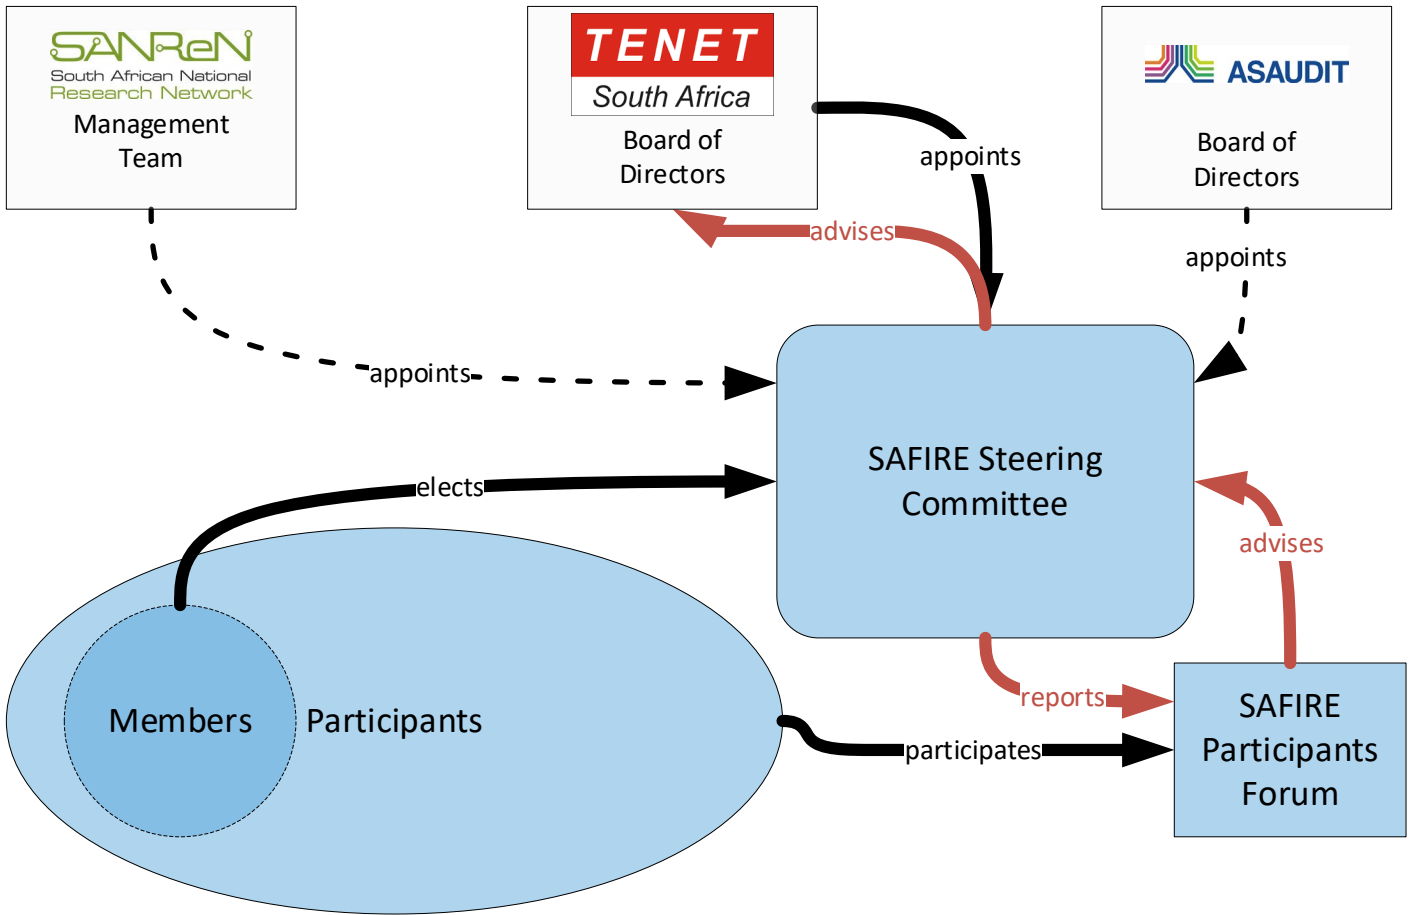 SANReN
South African National
Research Network
Management
Team
TENET
South Africa
Board of
Directors
ASAUDIT
Board of
Directors
appoints
advises
appoints
appoints
elects
SAFIRE Steering
Committee
advises
reports
participates
Members
Participants
SAFIRE
Participants
Forum